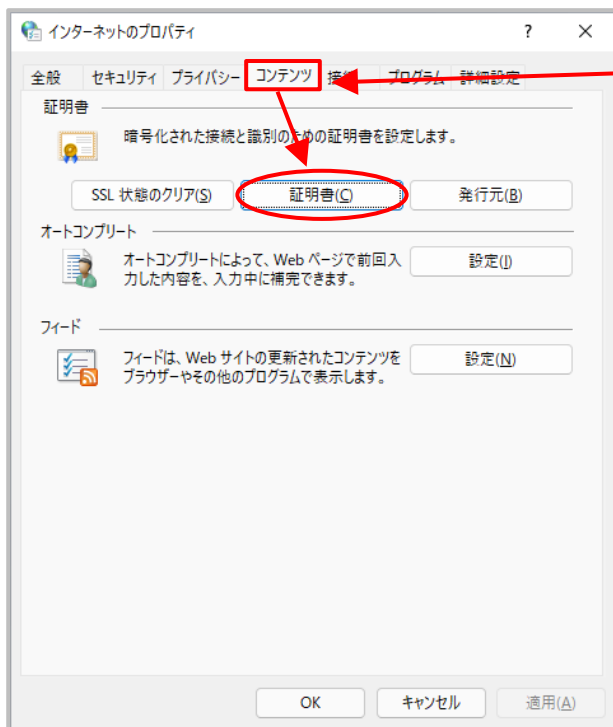 インターネットのプロパティ ? ×
全般 セキュリティ プライバシー コンテンツ 接続 プログラム 詳細設定
証明書
暗号化された接続と識別のための証明書を設定します。
SSL 状態のクリア(S) 証明書(C) 発行元(B)
オートコンプリート
オートコンプリートによって、Web ページで前回入
力した内容を、入力中に補完できます。
設定(I)
フィード
フィードは、Web サイトの更新されたコンテンツを
ブラウザーやその他のプログラムで表示します。
設定(N)
OK キャンセル 適用(A)